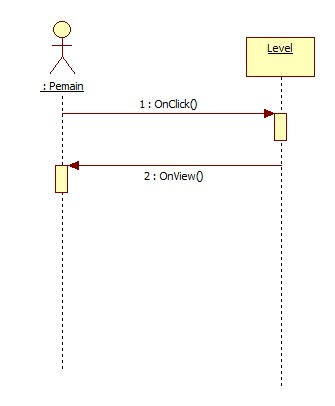 Level
: Pemain
1 : OnClick()
2 : OnView()